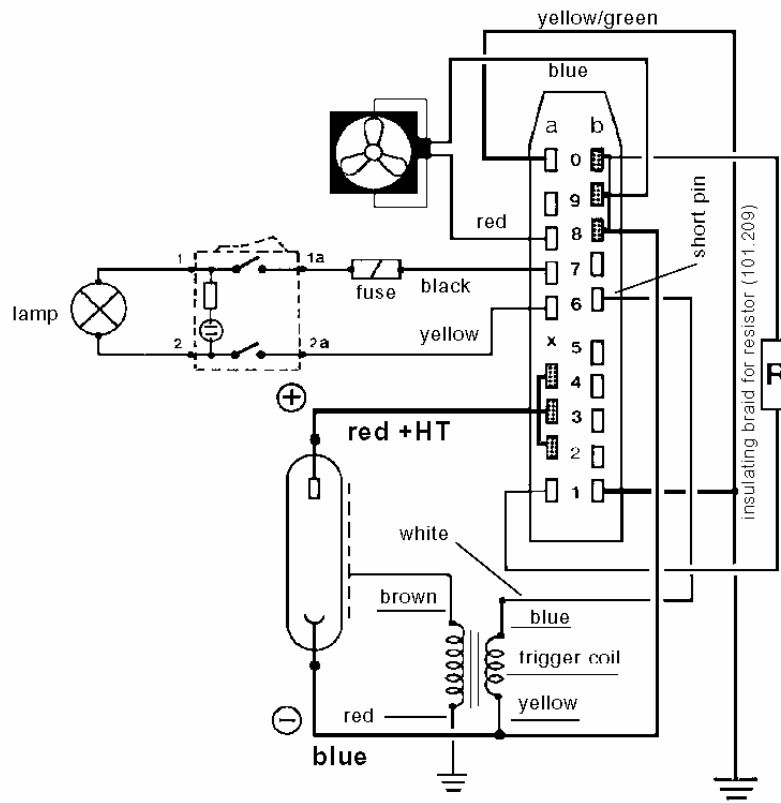 yellow/green
blue
a b
0
9
8
7
6
x 5
4
3
2
1
red
short pin
insulating braid for resistor (101.209)
R
1
1a
fuse
black
lamp
2
2a
yellow
+
red +HT
white
brown
blue
trigger coil
yellow
red
−
blue